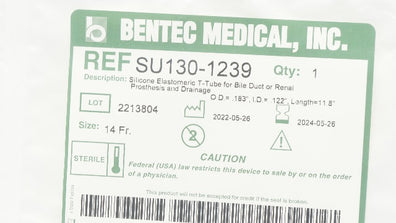 BENTEC MEDICAL, INC.
REF SU130-1239 Qty: 1
Description: Silicone Elastomeric T-Tube for Bile Duct or Renal
Prosthesis and Drainage
O.D.= .183", I.D.= .122", Length=11.8"
LOT 2213804 2022-05-26 2024-05-26
Size: 14 Fr. 2
STERILE
CAUTION
Federal (USA) law restricts this device to sale by or on the order
of a physician.
This product will not be accepted for credit if the seal is broken.